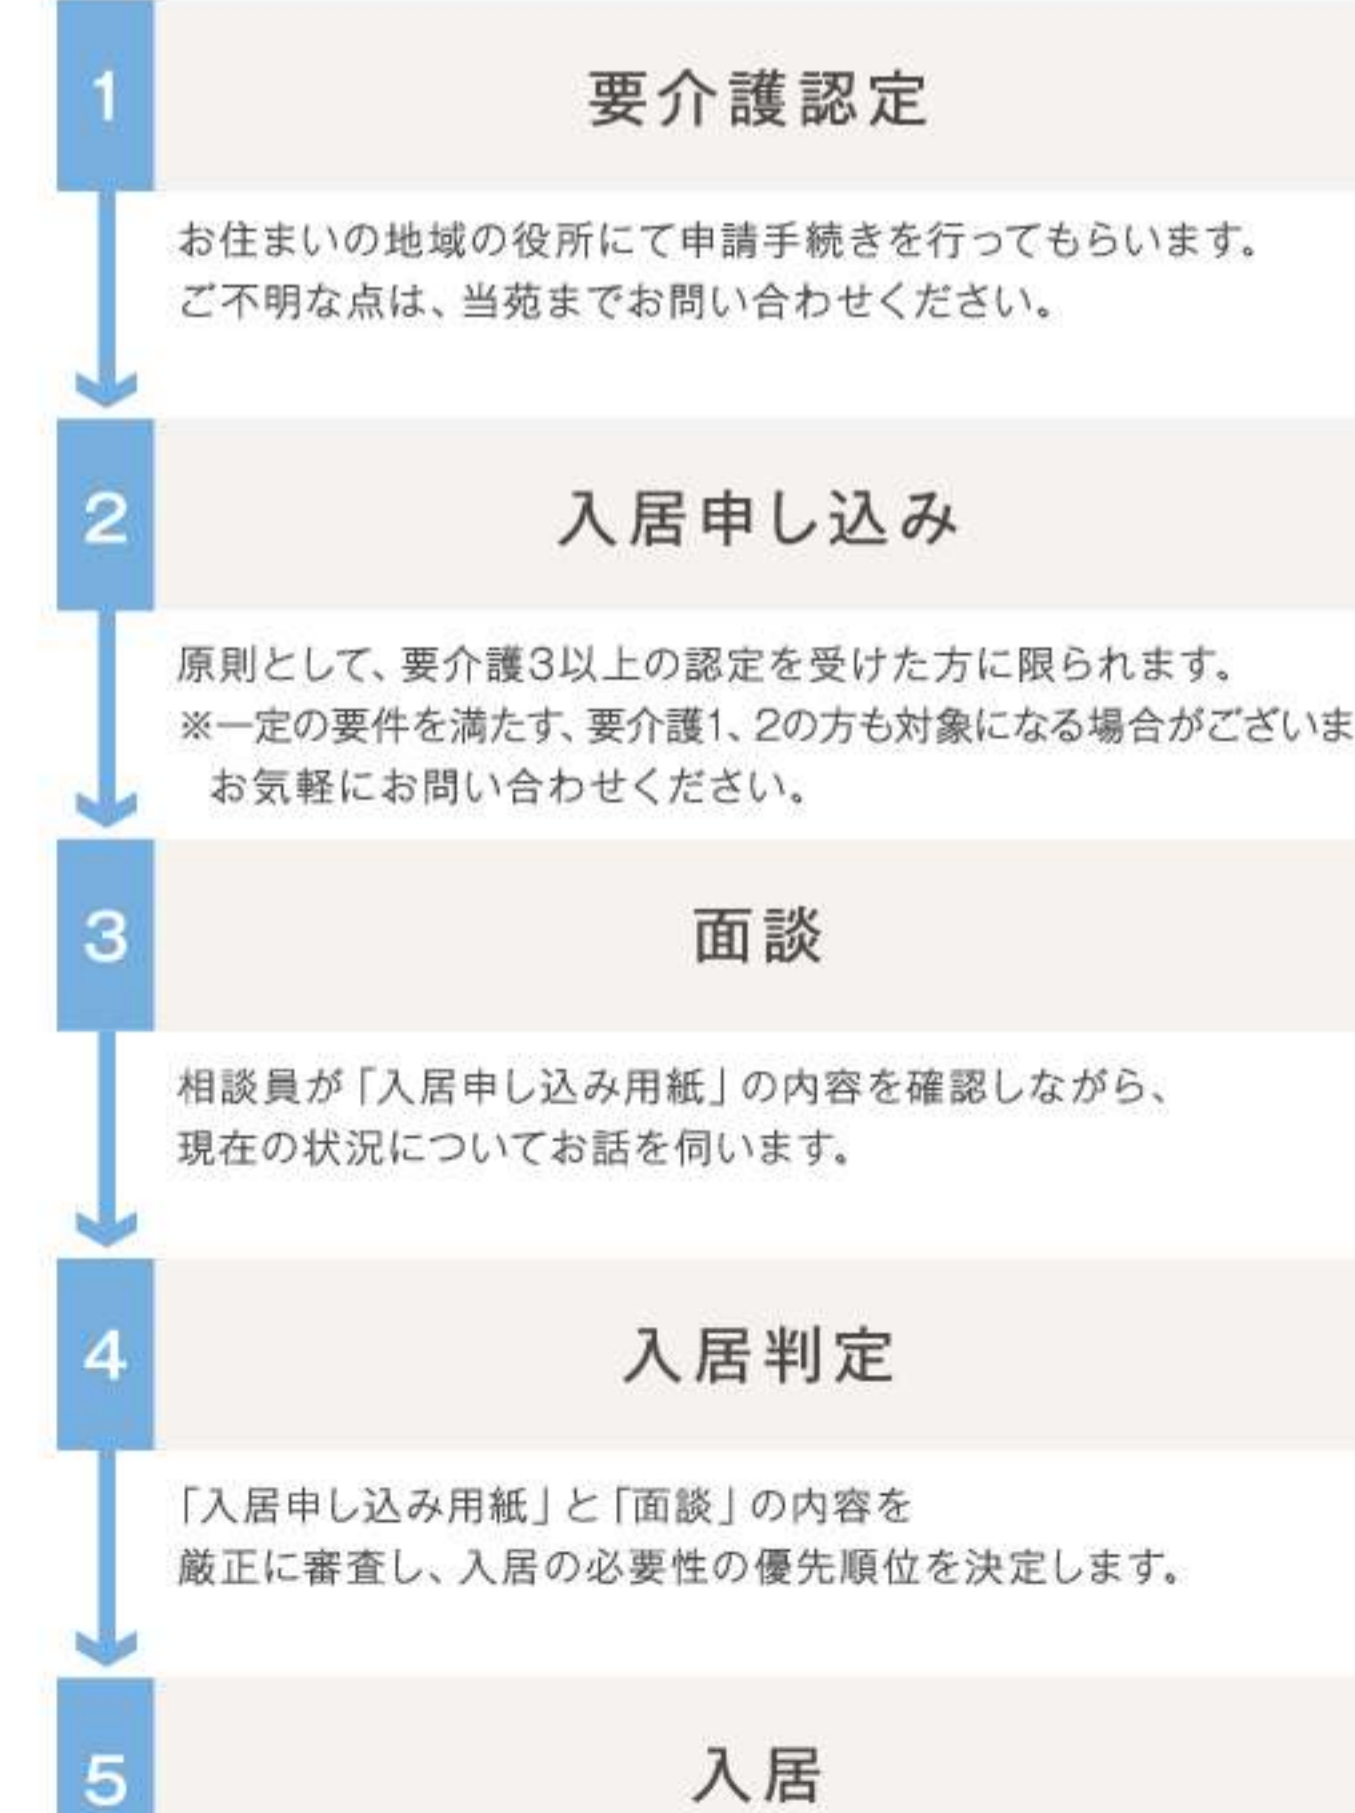 1
要介護認定
お住まいの地域の役所にて申請手続きを行ってもらいます。
ご不明な点は、当苑までお問い合わせください。
2
入居申し込み
原則として、要介護3以上の認定を受けた方に限られます。
※一定の要件を満たす、要介護1、2の方も対象になる場合がございま
お気軽にお問い合わせください。
3
面談
相談員が「入居申し込み用紙」の内容を確認しながら、
現在の状況についてお話を伺います。
4
入居判定
「入居申し込み用紙」と「面談」の内容を
厳正に審査し、入居の必要性の優先順位を決定します。
5
入居